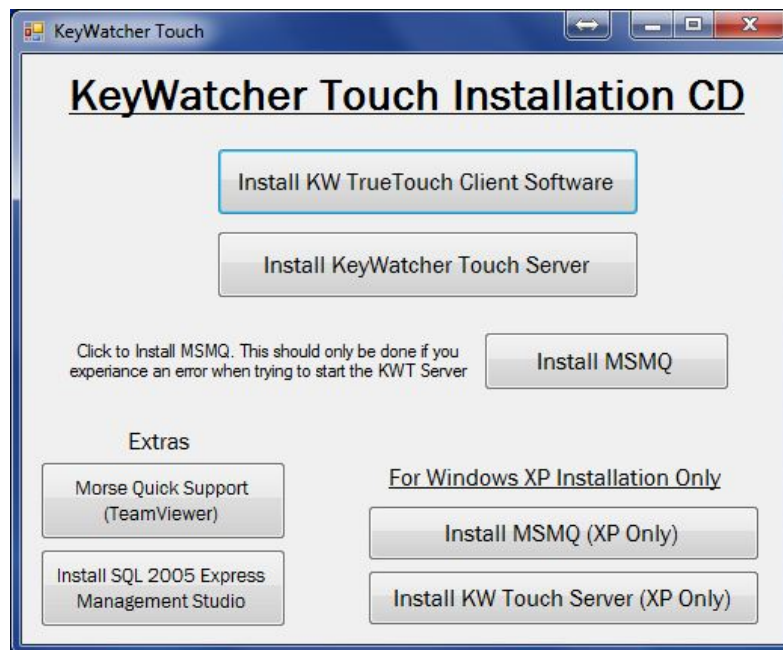 KeyWatcher Touch
KeyWatcher Touch Installation CD
Install KW TrueTouch Client Software
Install KeyWatcher Touch Server
Click to Install MSMQ. This should only be done if you
experiance an error when trying to start the KWT Server
Install MSMQ
Extras
Morse Quick Support
(TeamViewer)
Install SQL 2005 Express
Management Studio
For Windows XP Installation Only
Install MSMQ (XP Only)
Install KW Touch Server (XP Only)